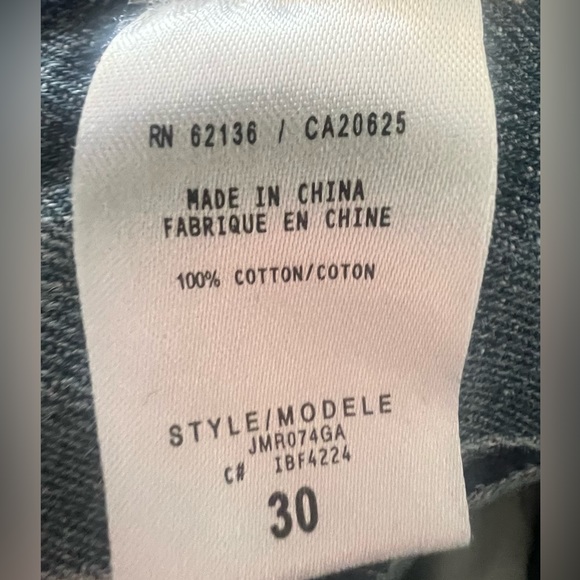 RN 62136 / CA20625
MADE IN CHINA
FABRIQUE EN CHINE
100% COTTON/COTON
STYLE/MODELE
JMR074GA
C# IBF4224
30